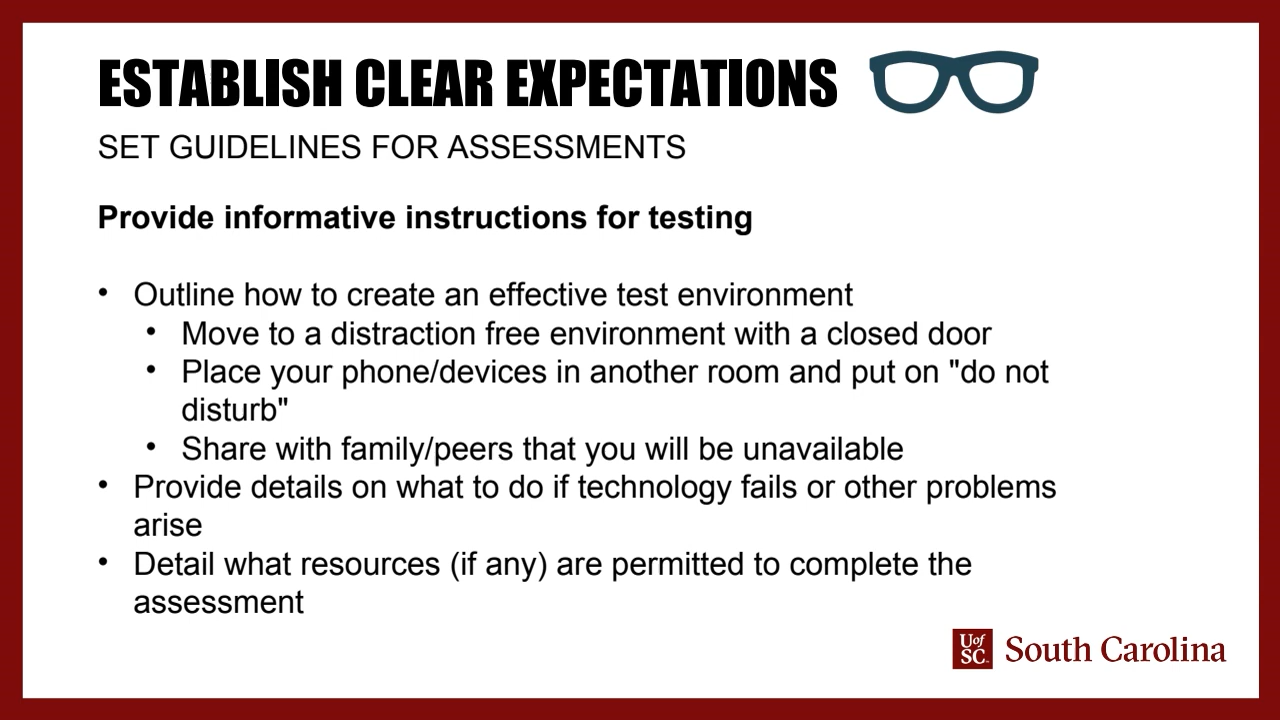 ESTABLISH CLEAR EXPECTATIONS
SET GUIDELINES FOR ASSESSMENTS
Provide informative instructions for testing
• Outline how to create an effective test environment
• Move to a distraction free environment with a closed door
• Place your phone/devices in another room and put on "do not
disturb"
• Share with family/peers that you will be unavailable
• Provide details on what to do if technology fails or other problems
arise
• Detail what resources (if any) are permitted to complete the
assessment
Uof
SC
South Carolina